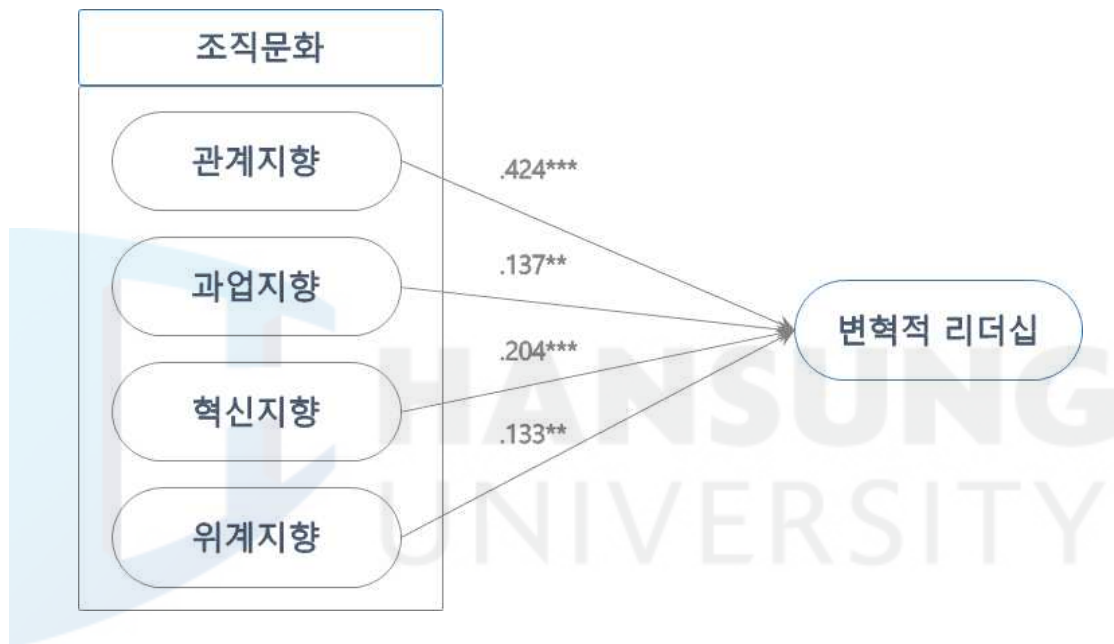 조직문화
관계지향
.424***
과업지향
.137**
변혁적 리더십
혁신지향
.204***
위계지향
.133**
HANSUNG
UNIVERSITY